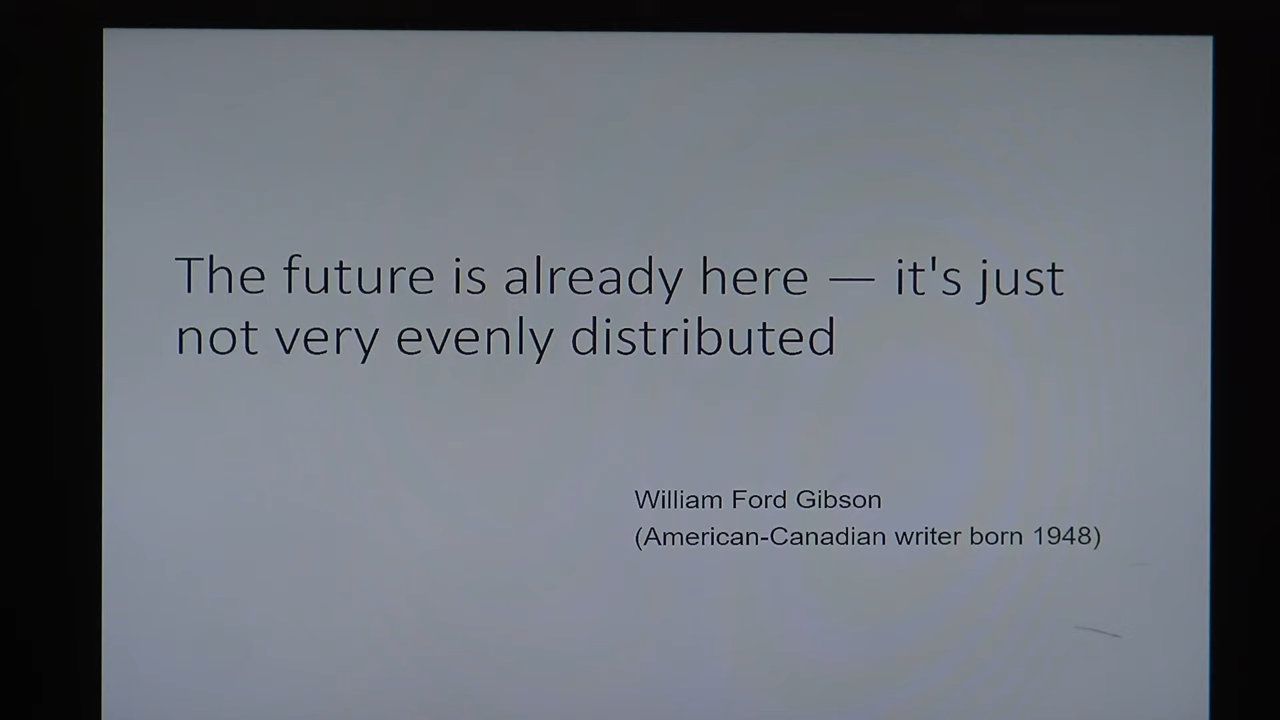 The future is already here — it's just
not very evenly distributed
William Ford Gibson
(American-Canadian writer born 1948)